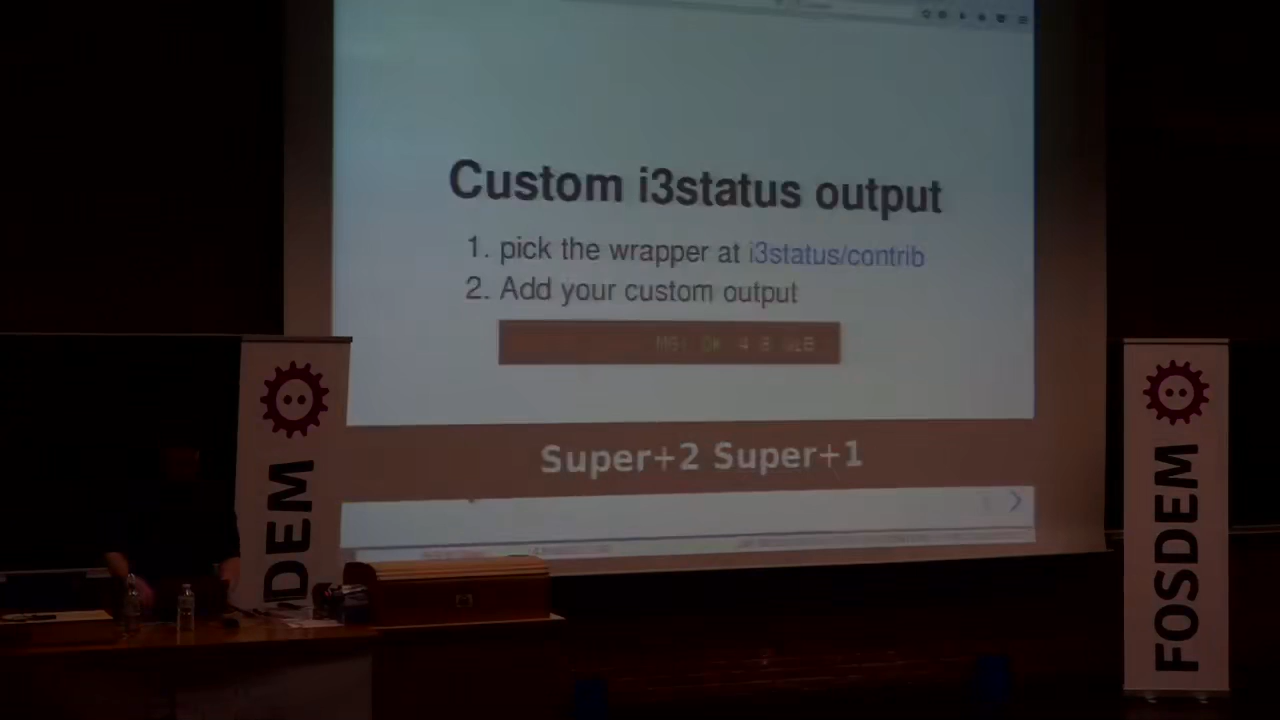 Custom i3status output
1. pick the wrapper at i3status/contrib
2. Add your custom output
Super+2 Super+1
DEM
FOSDEM